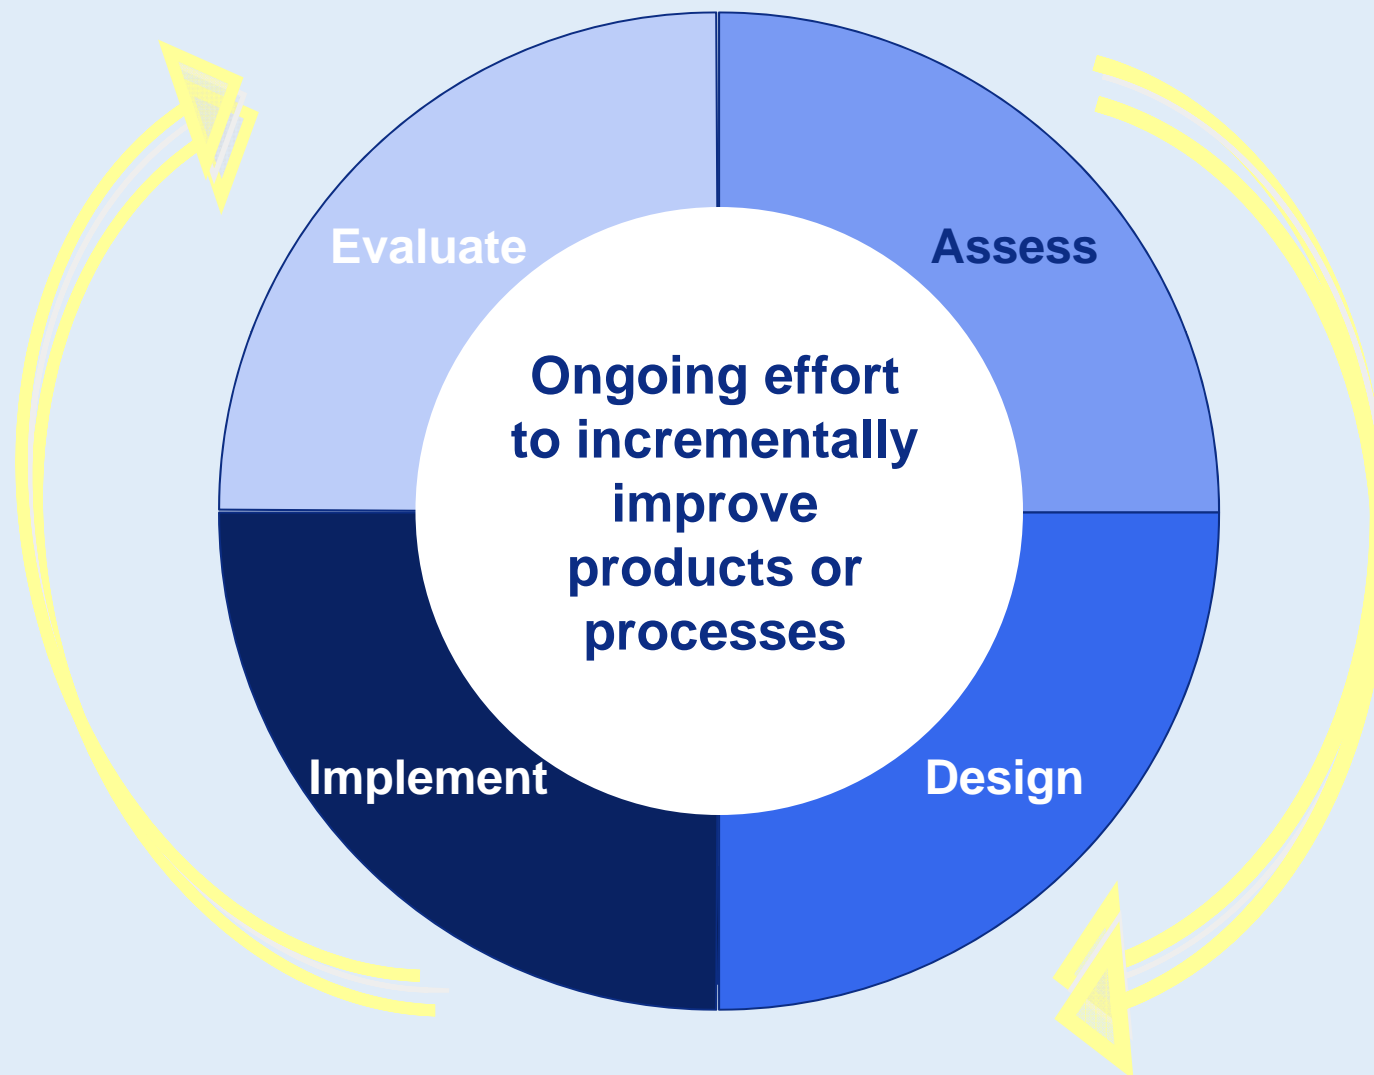 Evaluate
Assess
Ongoing effort
to incrementally
improve
products or
processes
Implement
Design